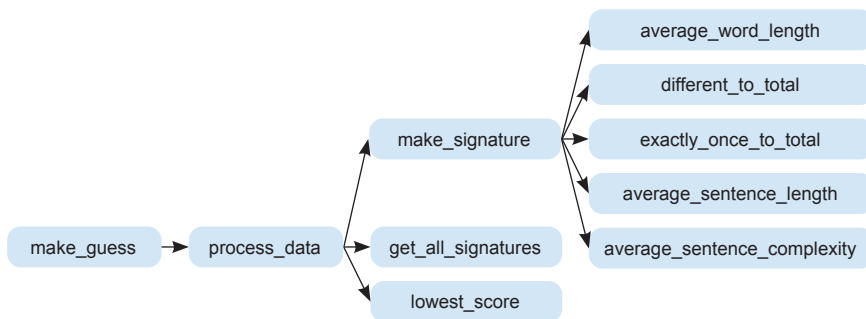 average_word_length
different_to_total
make_signature
exactly_once_to_total
average_sentence_length
make_guess
process_data
get_all_signatures
average_sentence_complexity
lowest_score